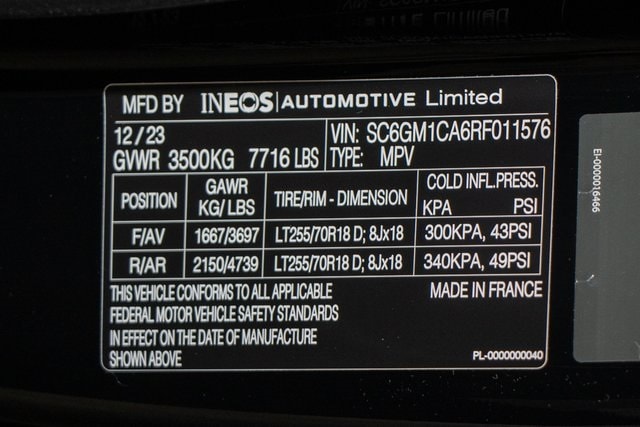 MFD BY INEOS | AUTOMOTIVE Limited
12/23 VIN: SC6GM1CA6RF011576
GVWR 3500KG 7716 LBS TYPE: MPV
POSITION GAWR KG/LBS TIRE/RIM - DIMENSION COLD INFL.PRESS. KPA PSI
F/AV 1667/3697 LT255/70R18 D; 8Jx18 300KPA, 43PSI
R/AR 2150/4739 LT255/70R18 D; 8Jx18 340KPA, 49PSI
THIS VEHICLE CONFORMS TO ALL APPLICABLE MADE IN FRANCE
FEDERAL MOTOR VEHICLE SAFETY STANDARDS
IN EFFECT ON THE DATE OF MANUFACTURE
SHOWN ABOVE PL-0000000040
EI-0000016466